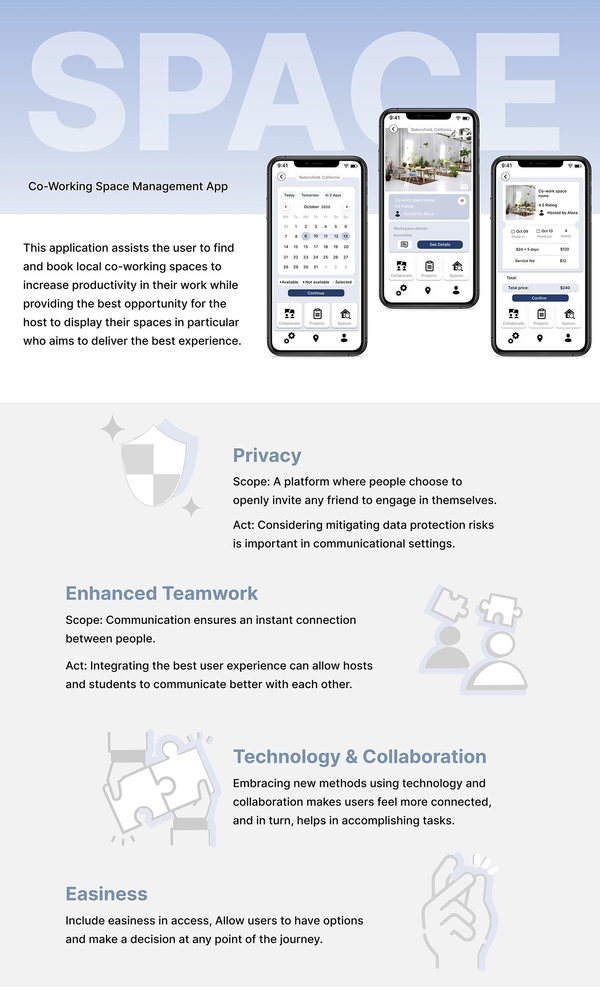 SPACE
Co-Working Space Management App
This application assists the user to find
and book local co-working spaces to
increase productivity in their work while
providing the best opportunity for the
host to display their spaces in particular
who aims to deliver the best experience.
9:41
Bakersfield, California
Today Tomorrow in 2 days
October 2020
Mo Tu We Th Fr Sa Su
31 1 2 3 4 5 6
7 8 9 10 11 12 13
14 15 16 17 18 19 20
21 22 23 24 25 26 27
28 29 30 31 1 2 3
Available Not available Selected
Continue
Collaborate Projects Spaces
9:41
Bakersfield, California
Co-work space name
4.5 Rating
Hosted by Alexa
Workspace details
Amenities
See Details
Collaborate Projects Spaces
9:41
Co-work space
name
4.5 Rating
Hosted by Alexa
Oct 09 Oct 13 4
Check in Check out Guests
$24 × 5 days $120
Service fee $12
Total:
Total price: $240
Confirm
Collaborate Projects Spaces
Privacy
Scope: A platform where people choose to
openly invite any friend to engage in themselves.
Act: Considering mitigating data protection risks
is important in communicational settings.
Enhanced Teamwork
Scope: Communication ensures an instant connection
between people.
Act: Integrating the best user experience can allow hosts
and students to communicate better with each other.
Technology & Collaboration
Embracing new methods using technology and
collaboration makes users feel more connected,
and in turn, helps in accomplishing tasks.
Easiness
Include easiness in access, Allow users to have options
and make a decision at any point of the journey.